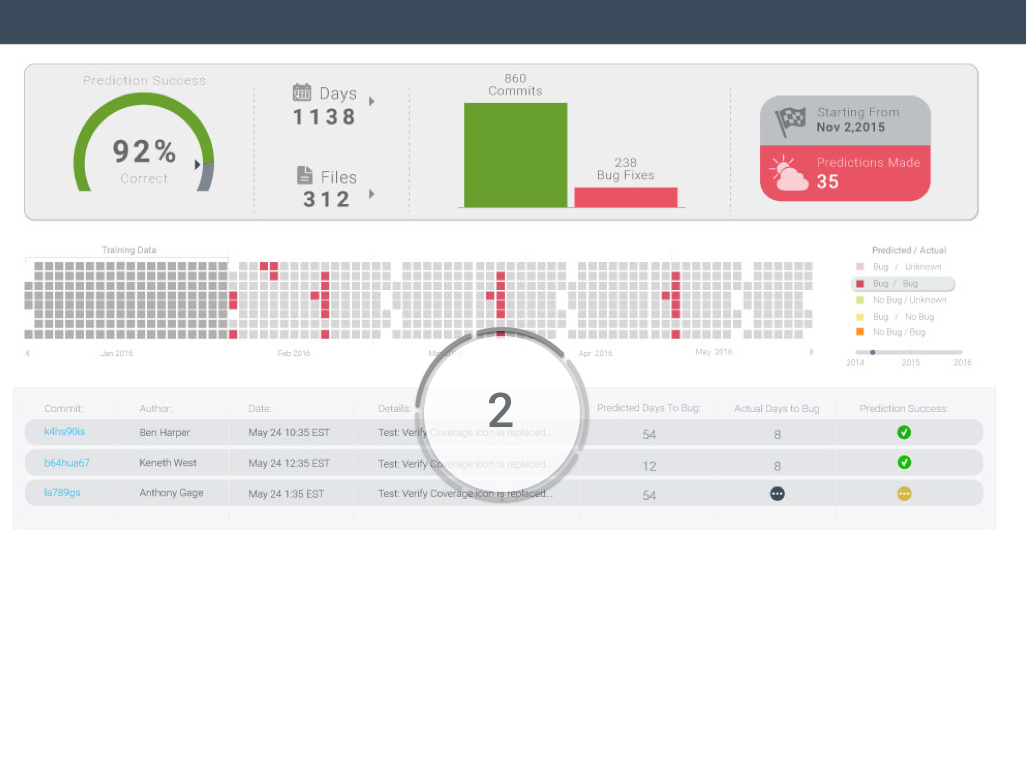 Prediction Success
92%
Correct
Days
1138
Files
312
860
Commits
238
Bug Fixes
Starting From
Nov 2,2015
Predictions Made
35
Training Data
Jan 2016
Feb 2016
Apr 2016
May 2016
Predicted / Actual
Bug / Unknown
Bug / Bug
No Bug / Unknown
Bug / No Bug
No Bug / Bug
2014 2015 2016
2
Commit: Author: Date: Details: Predicted Days To Bug: Actual Days to Bug Prediction Success:
k4hs90is Ben Harper May 24 10:35 EST Test: Verify Coverage icon is replaced... 54 8
b64hua67 Keneth West May 24 12:35 EST Test: Verify Coverage icon is replaced... 12 8
la789gs Anthony Gage May 24 1:35 EST Test: Verify Coverage icon is replaced... 54